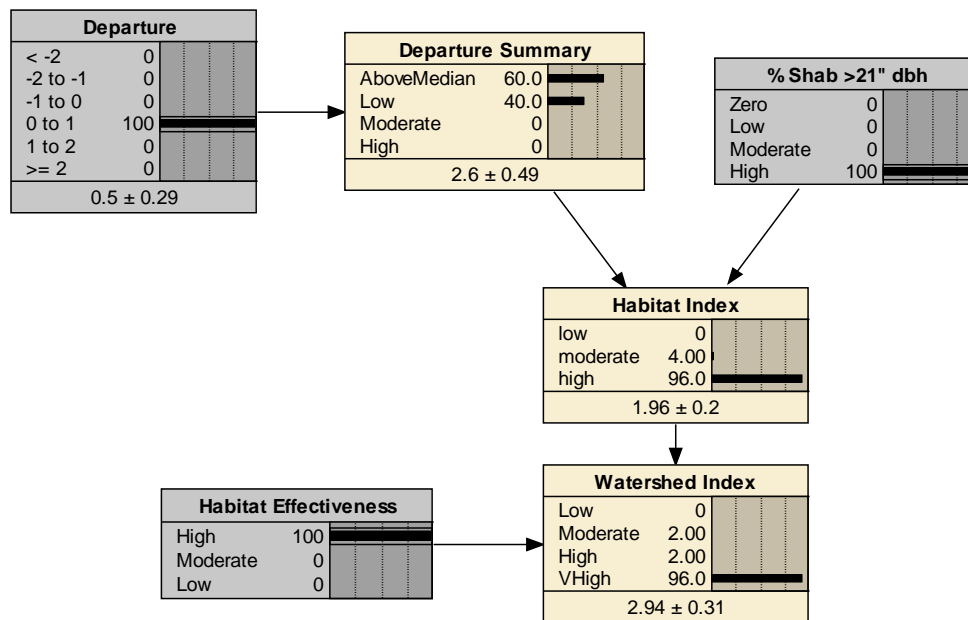 Departure
< -2 0
-2 to -1 0
-1 to 0 0
0 to 1 100
1 to 2 0
>= 2 0
0.5 ± 0.29
Departure Summary
AboveMedian 60.0
Low 40.0
Moderate 0
High 0
2.6 ± 0.49
% Shab >21" dbh
Zero 0
Low 0
Moderate 0
High 100
Habitat Index
low 0
moderate 4.00
high 96.0
1.96 ± 0.2
Habitat Effectiveness
High 100
Moderate 0
Low 0
Watershed Index
Low 0
Moderate 2.00
High 2.00
VHigh 96.0
2.94 ± 0.31